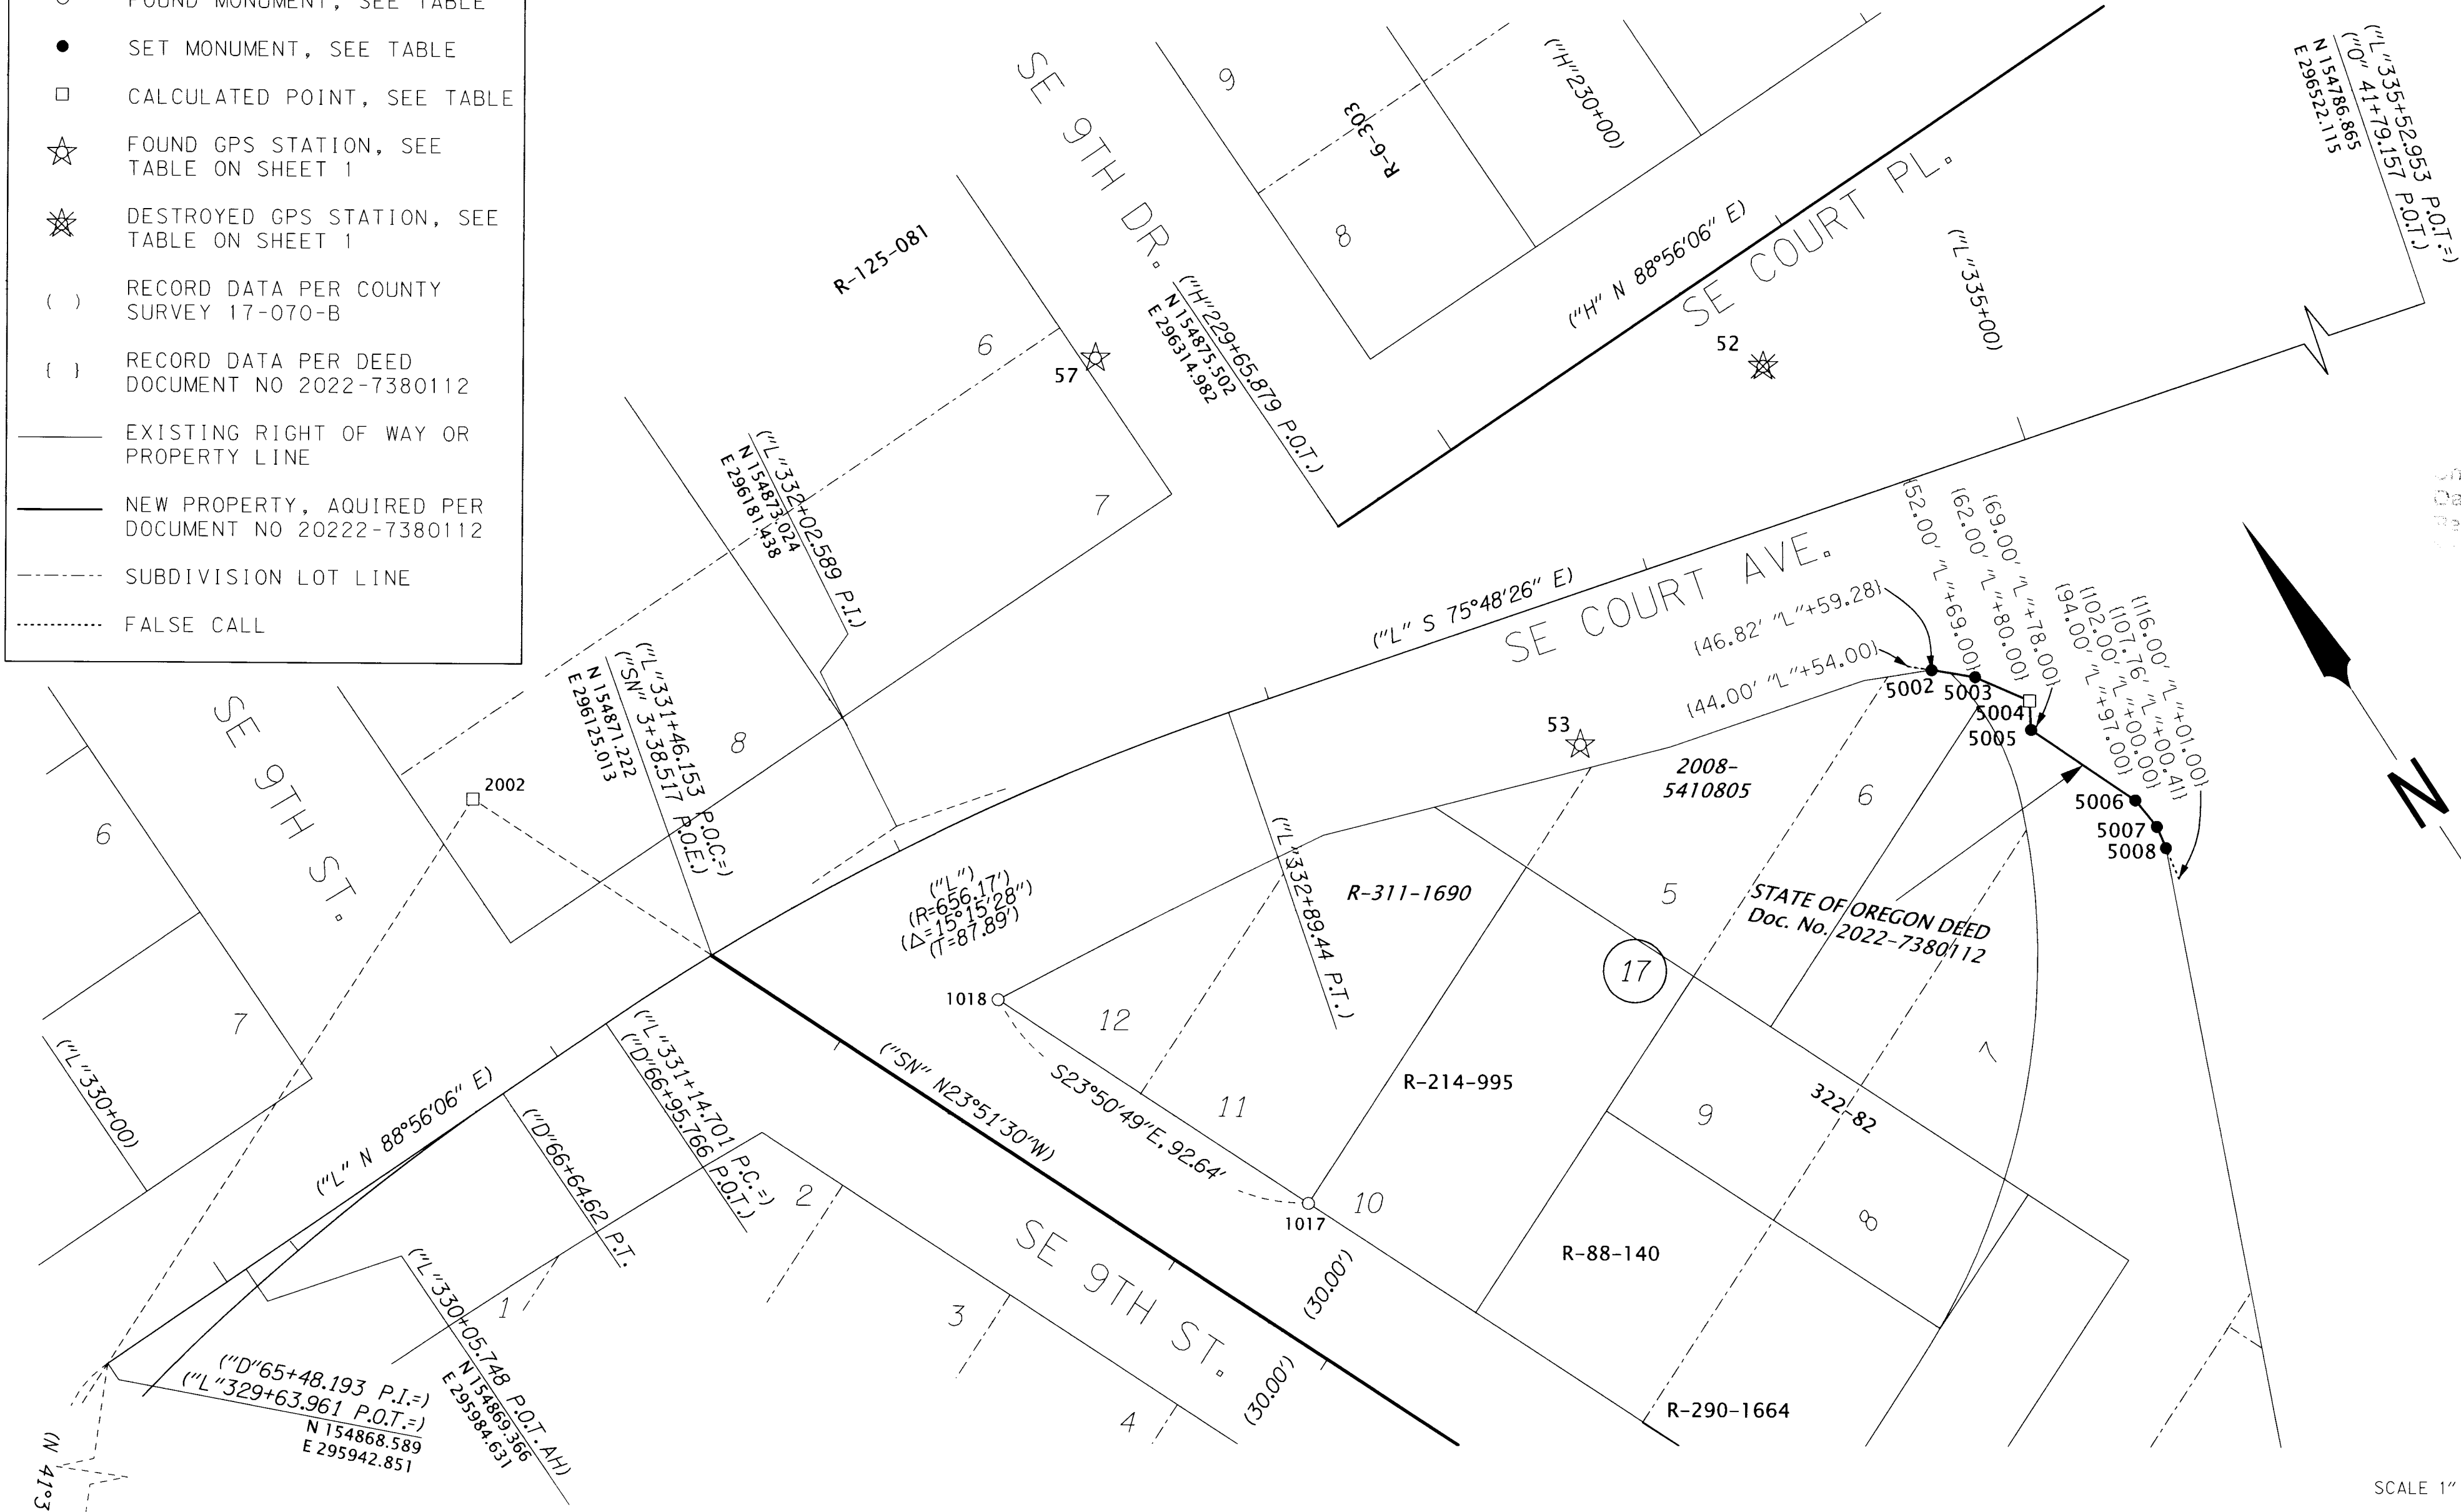 FOUND MONUMENT, SEE TABLE
SET MONUMENT, SEE TABLE
CALCULATED POINT, SEE TABLE
FOUND GPS STATION, SEE
TABLE ON SHEET 1
DESTROYED GPS STATION, SEE
TABLE ON SHEET 1
( ) RECORD DATA PER COUNTY
SURVEY 17-070-B
{ } RECORD DATA PER DEED
DOCUMENT NO 2022-7380112
EXISTING RIGHT OF WAY OR
PROPERTY LINE
NEW PROPERTY, AQUIRED PER
DOCUMENT NO 20222-7380112
SUBDIVISION LOT LINE
FALSE CALL
SE 9TH DR.
9
R-6-303
8
("H"230+00)
SE COURT PL.
("H" N 88°56'06" E)
("L"335+52.953 P.O.T.=)
("O" 41+79.157 P.O.T.)
N 154786.865
E 296522.115
("L"335+00)
52
R-125-081
6
57
7
("H"229+65.879 P.O.T.)
N 154875.502
E 296314.982
("L"332+02.589 P.I.)
N 154873.024
E 296181.438
("L"331+46.153 P.O.C.=)
("SN" 3+38.517 P.O.E.)
N 154871.222
E 296125.013
8
("L" S 75°48'26" E)
SE COURT AVE.
{46.82' "L"+59.28}
{44.00' "L"+54.00}
{52.00' "L"+69.00}
{62.00' "L"+80.00}
{69.00' "L"+78.00}
{94.00' "L"+97.00}
{102.00' "L"+00.00}
{107.76' "L"+00.41}
{116.00' "L"+01.00}
5002
5003
5004
5005
5006
5007
5008
53
N
SE 9TH ST.
6
7
2002
("L"330+00)
("L" N 88°56'06" E)
("L")
(R=656.17')
(Δ=15°15'28")
(T=87.89')
("L"332+89.44 P.T.)
R-311-1690
2008-
5410805
6
5
STATE OF OREGON DEED
Doc. No. 2022-7380112
17
1018
12
11
S23°50'49"E, 92.64'
R-214-995
9
322-82
7
8
10
1017
R-88-140
R-290-1664
("SN" N23°51'30"W)
("L"331+14.701 P.C.=)
("D"66+95.766 P.O.T.)
("D"66+64.62 P.T.
2
1
3
4
SE 9TH ST.
(30.00')
(30.00')
("L"330+05.748 P.O.T. AH)
N 154869.366
E 295984.631
("D"65+48.193 P.I.=)
("L"329+63.961 P.O.T.=)
N 154868.589
E 295942.851
(N 41°3
SCALE 1"